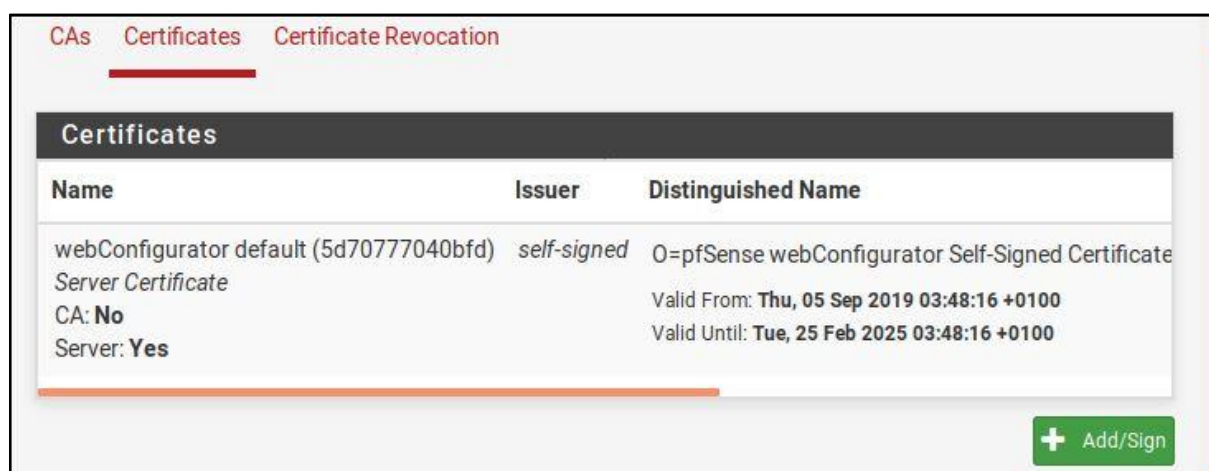 CAs Certificates Certificate Revocation
Certificates
Name Issuer Distinguished Name
webConfigurator default (5d70777040bfd) self-signed O=pfSense webConfigurator Self-Signed Certificate
Server Certificate
Valid From: Thu, 05 Sep 2019 03:48:16 +0100
CA: No
Valid Until: Tue, 25 Feb 2025 03:48:16 +0100
Server: Yes
Add/Sign